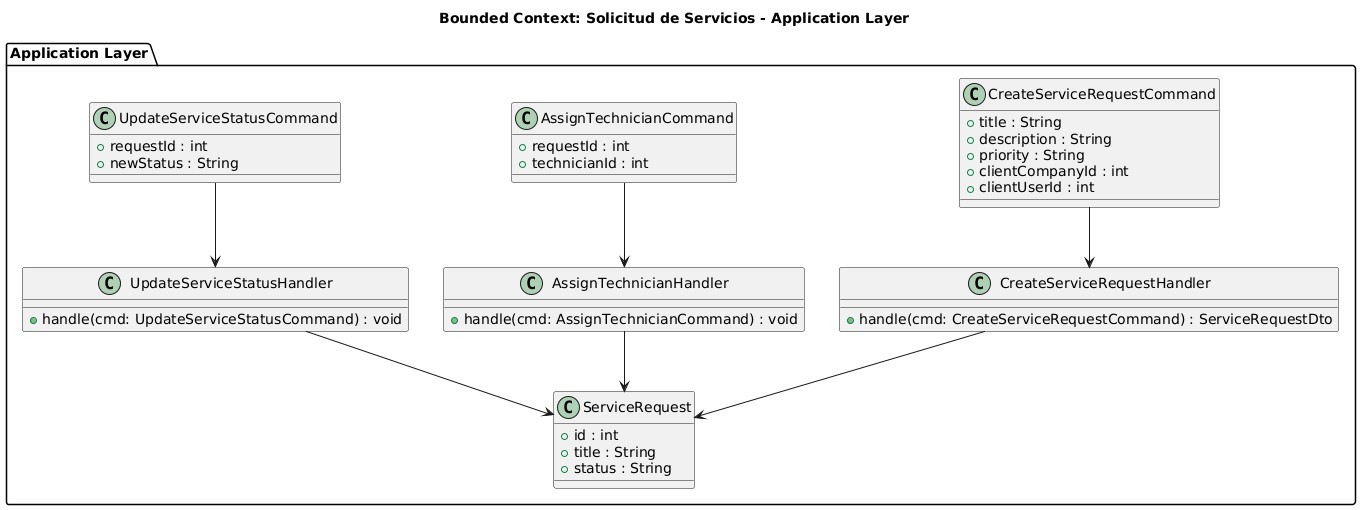 Bounded Context: Solicitud de Servicios - Application Layer
Application Layer
C UpdateServiceStatusCommand
requestId : int
newStatus : String
C AssignTechnicianCommand
requestId : int
technicianId : int
C CreateServiceRequestCommand
title : String
description : String
priority : String
clientCompanyId : int
clientUserId : int
C UpdateServiceStatusHandler
handle(cmd: UpdateServiceStatusCommand) : void
C AssignTechnicianHandler
handle(cmd: AssignTechnicianCommand) : void
C CreateServiceRequestHandler
handle(cmd: CreateServiceRequestCommand) : ServiceRequestDto
C ServiceRequest
id : int
title : String
status : String